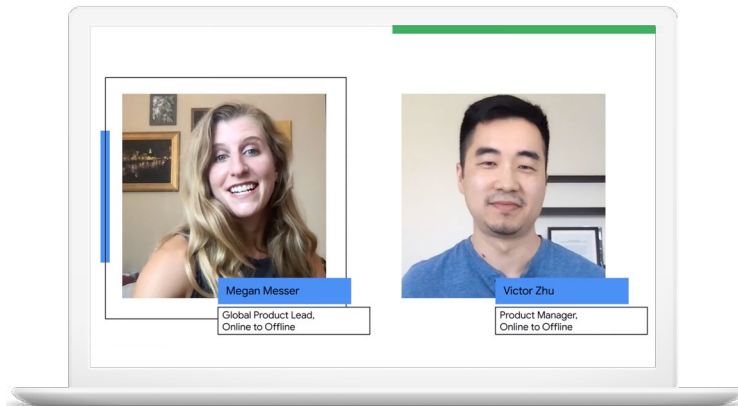 Megan Messer
Global Product Lead,
Online to Offline
Victor Zhu
Product Manager,
Online to Offline